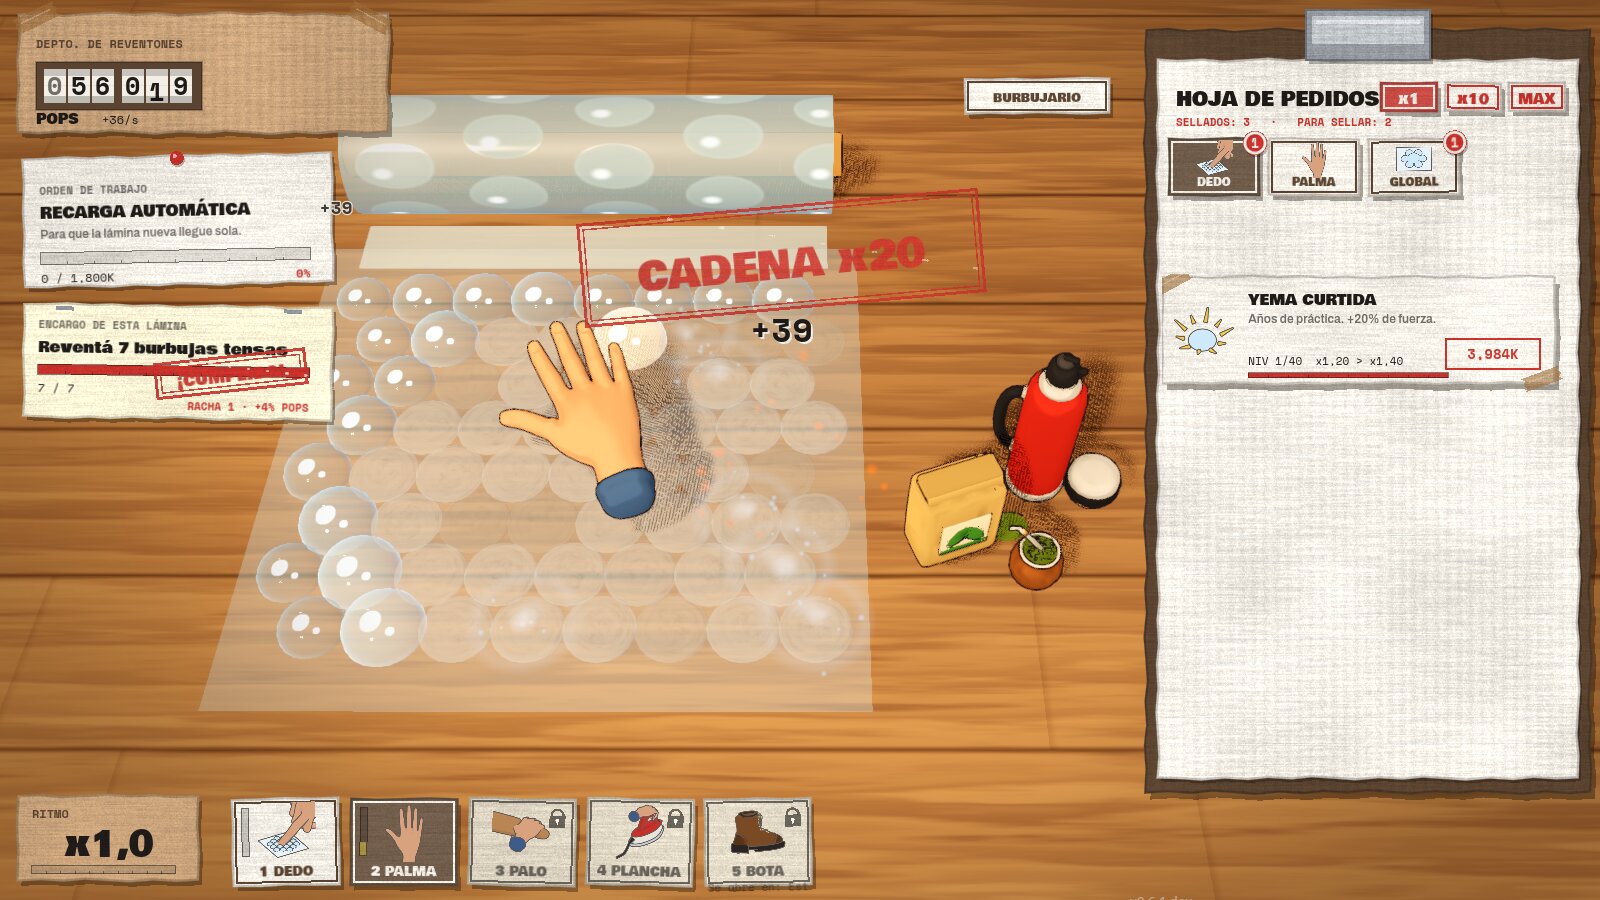 DEPTO. DE REVENTONES
056 019
POPS +36/s
ORDEN DE TRABAJO
RECARGA AUTOMÁTICA
Para que la lámina nueva llegue sola.
0 / 1.800K 0%
ENCARGO DE ESTA LÁMINA
Reventá 7 burbujas tensas
7 / 7
RACHA 1 · +4% POPS
+39
CADENA x20
+39
BURBUJARIO
HOJA DE PEDIDOS x1 x10 MAX
SELLADOS: 3 · PARA SELLAR: 2
DEDO 1 PALMA GLOBAL 1
YEMA CURTIDA
Años de práctica. +20% de fuerza.
NIV 1/40 x1,20 > x1,40 3.984K
RITMO
x1,0
1 DEDO 2 PALMA 3 PALO 4 PLANCHA 5 BOTA